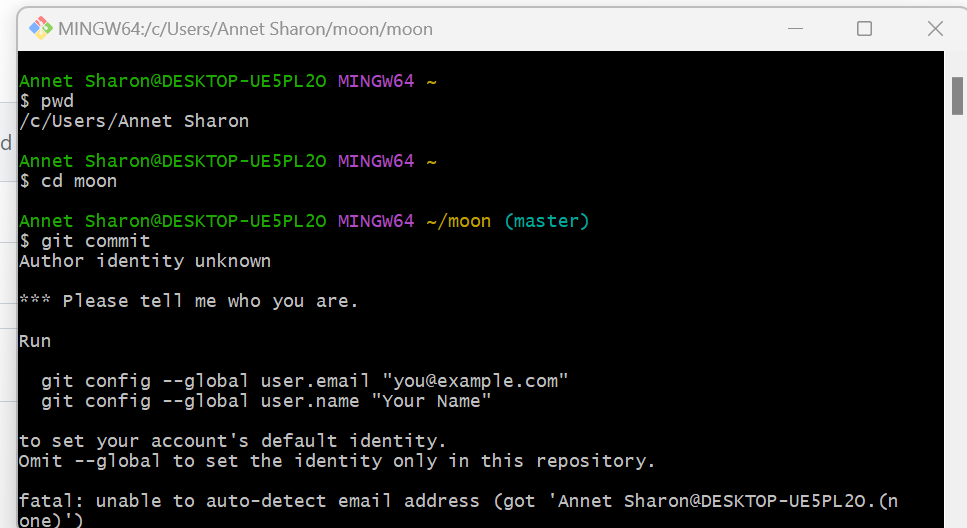 MINGW64:/c/Users/Annet Sharon/moon/moon
Annet Sharon@DESKTOP-UE5PL2O MINGW64 ~
$ pwd
/c/Users/Annet Sharon
d
Annet Sharon@DESKTOP-UE5PL2O MINGW64 ~
$ cd moon
Annet Sharon@DESKTOP-UE5PL2O MINGW64 ~/moon (master)
$ git commit
Author identity unknown
*** Please tell me who you are.
Run
  git config --global user.email "you@example.com"
  git config --global user.name "Your Name"
to set your account's default identity.
Omit --global to set the identity only in this repository.
fatal: unable to auto-detect email address (got 'Annet Sharon@DESKTOP-UE5PL2O.(n
one)')